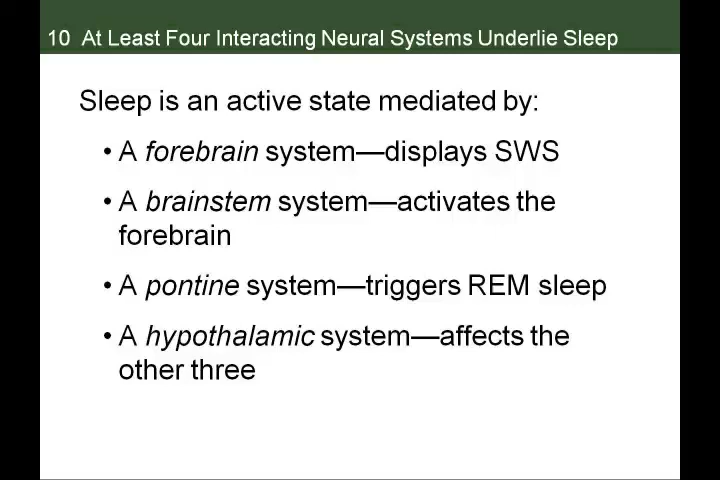 10 At Least Four Interacting Neural Systems Underlie Sleep
Sleep is an active state mediated by:
• A forebrain system—displays SWS
• A brainstem system—activates the
forebrain
• A pontine system—triggers REM sleep
• A hypothalamic system—affects the
other three